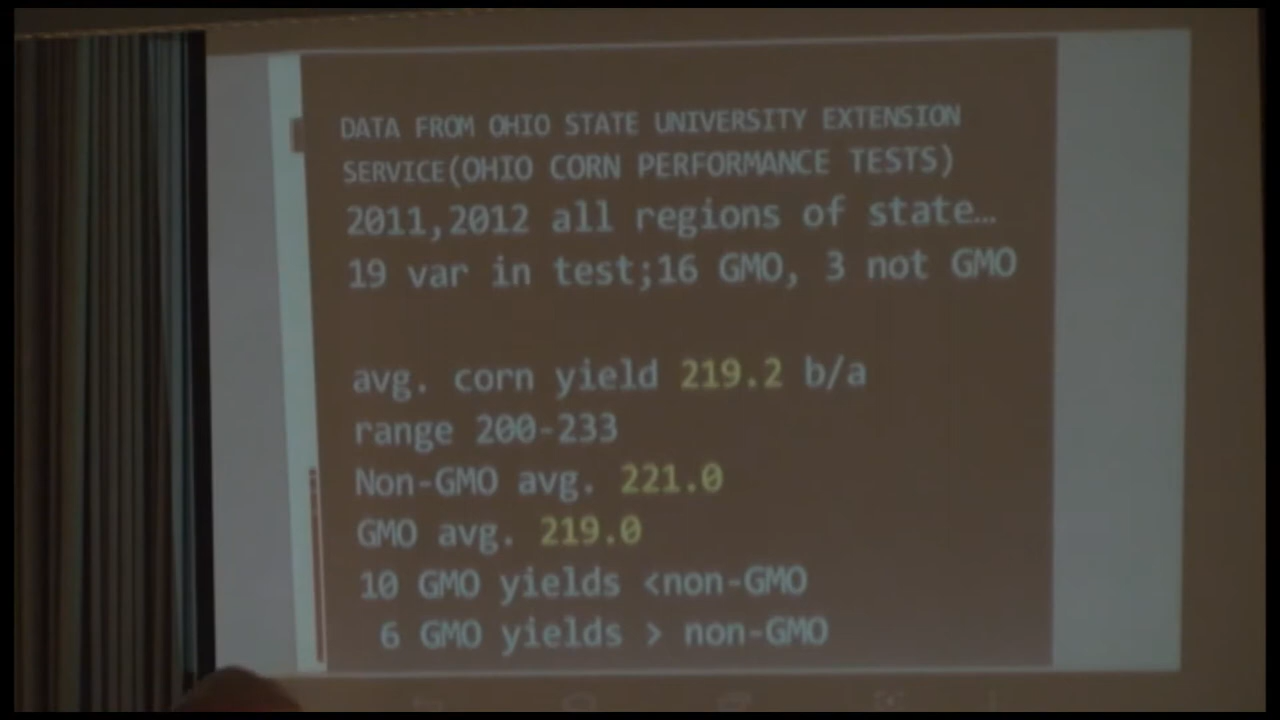 DATA FROM OHIO STATE UNIVERSITY EXTENSION
SERVICE(OHIO CORN PERFORMANCE TESTS)
2011,2012 all regions of state…
19 var in test;16 GMO, 3 not GMO
avg. corn yield 219.2 b/a
range 200-233
Non-GMO avg. 221.0
GMO avg. 219.0
10 GMO yields <non-GMO
6 GMO yields > non-GMO